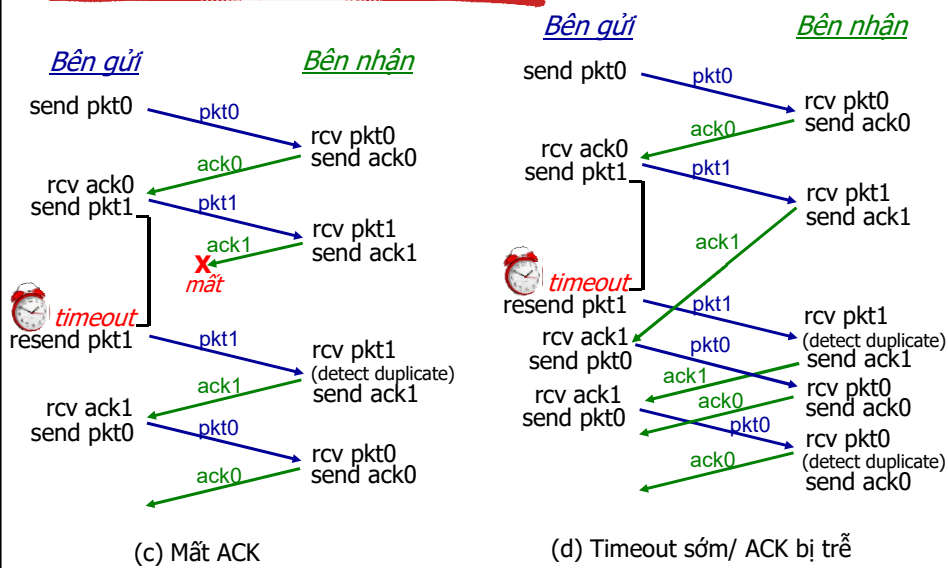 Bên gửi
Bên nhận
send pkt0
pkt0
rcv pkt0
send ack0
ack0
rcv ack0
send pkt1
pkt1
rcv pkt1
send ack1
ack1
X
mất
timeout
resend pkt1
pkt1
rcv pkt1
(detect duplicate)
send ack1
ack1
rcv ack1
send pkt0
pkt0
rcv pkt0
send ack0
ack0
(c) Mất ACK
Bên gửi
Bên nhận
send pkt0
pkt0
rcv pkt0
send ack0
ack0
rcv ack0
send pkt1
pkt1
rcv pkt1
send ack1
ack1
timeout
resend pkt1
pkt1
rcv pkt1
(detect duplicate)
send ack1
rcv ack1
send pkt0
pkt0
ack1
rcv pkt0
send ack0
rcv ack1
send pkt0
ack0
pkt0
rcv pkt0
(detect duplicate)
send ack0
ack0
(d) Timeout sớm/ ACK bị trễ